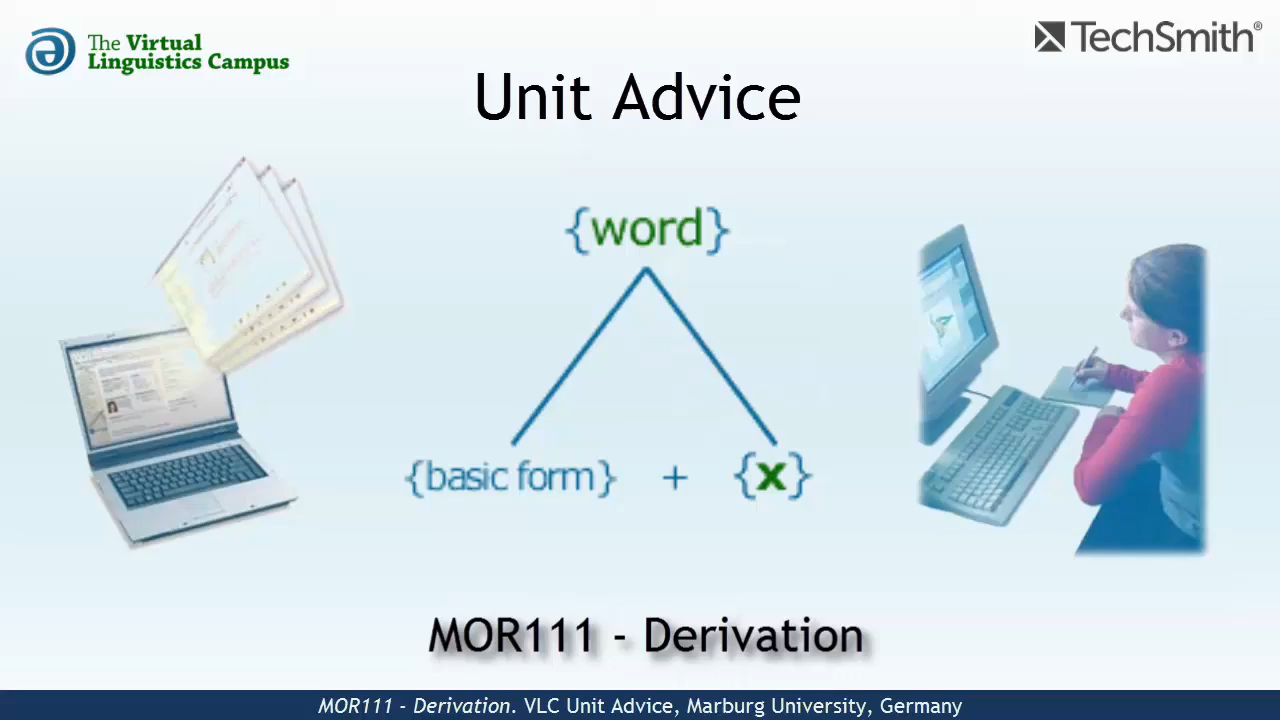 The Virtual
Linguistics Campus
TechSmith®
Unit Advice
{word}
{basic form} + {x}
MOR111 - Derivation
MOR111 - Derivation. VLC Unit Advice, Marburg University, Germany